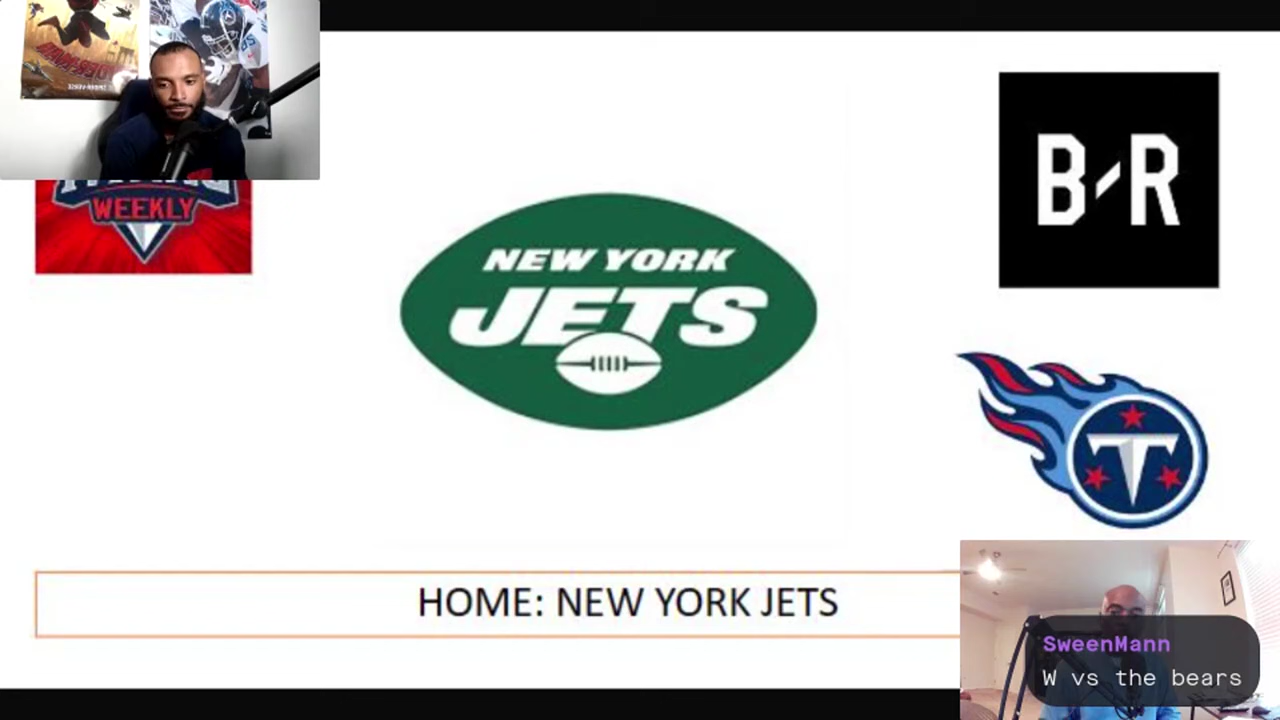 WEEKLY
NEW YORK
JETS
B/R
T
HOME: NEW YORK JETS
SweenMann
W vs the bears